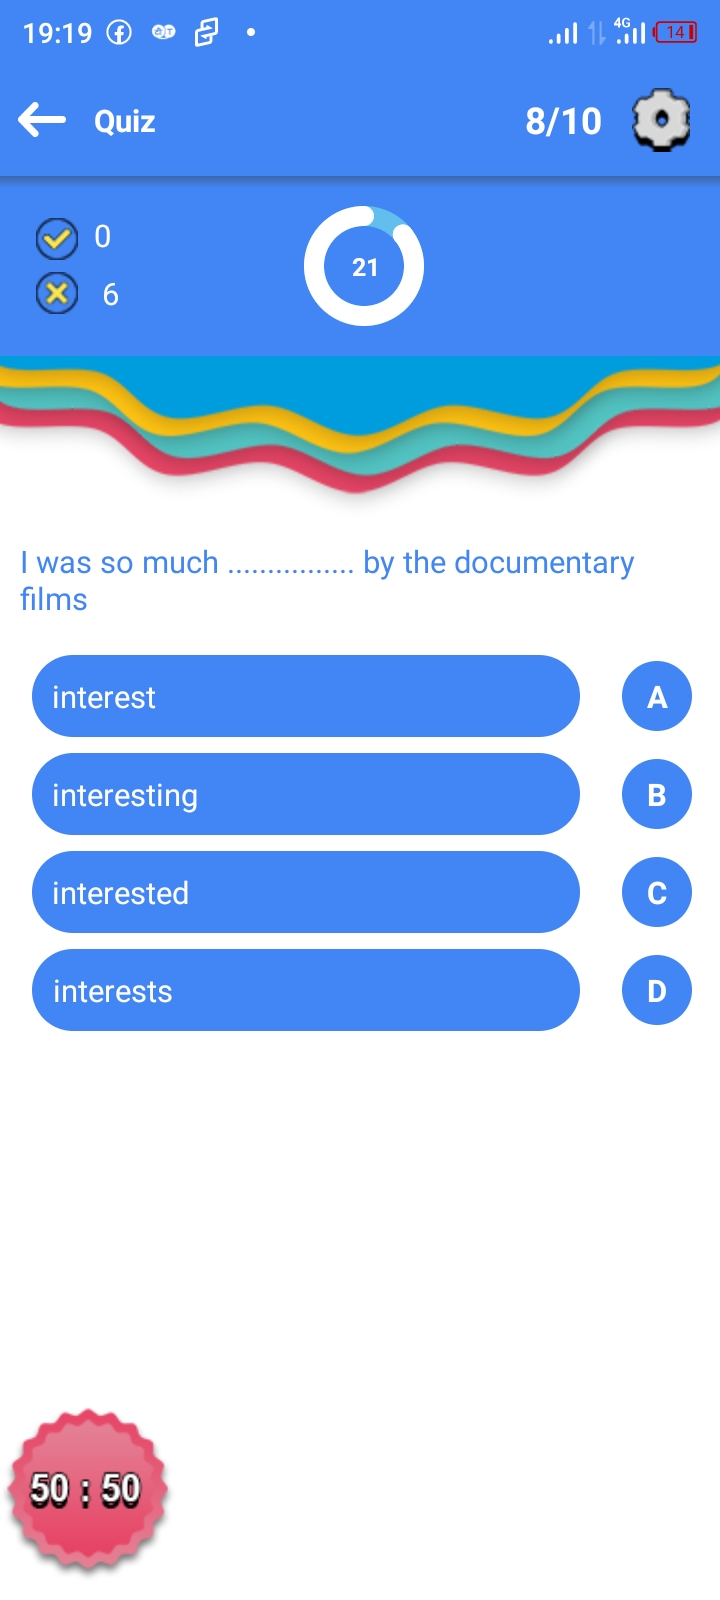 19:19
4G
14
Quiz
8/10
0
21
6
I was so much ................ by the documentary
films
interest
A
interesting
B
interested
C
interests
D
50 : 50